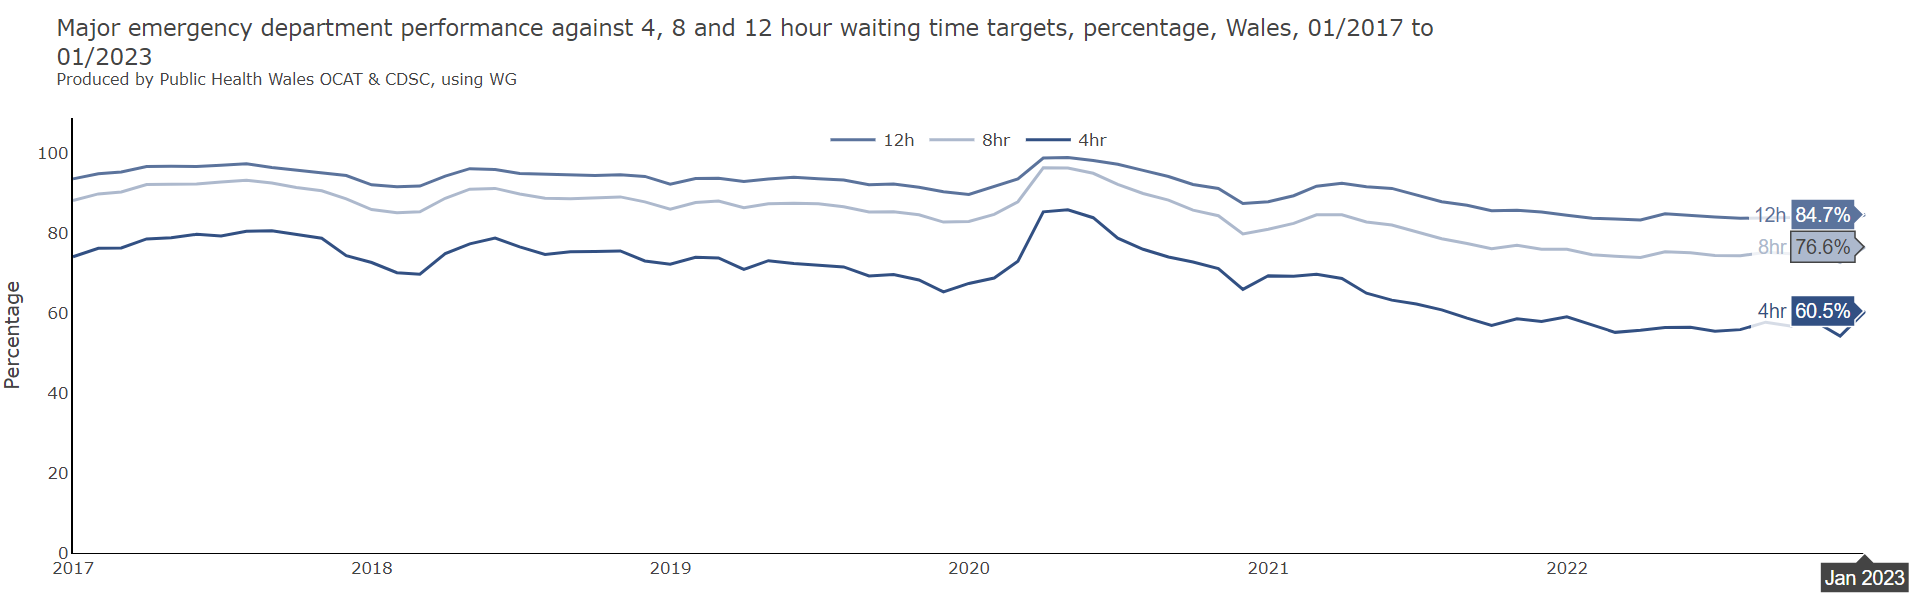 Major emergency department performance against 4, 8 and 12 hour waiting time targets, percentage, Wales, 01/2017 to
01/2023
Produced by Public Health Wales OCAT & CDSC, using WG
12h 8hr 4hr
100
80
60
40
20
0
Percentage
12h 84.7%
8hr 76.6%
4hr 60.5%
2017 2018 2019 2020 2021 2022
Jan 2023